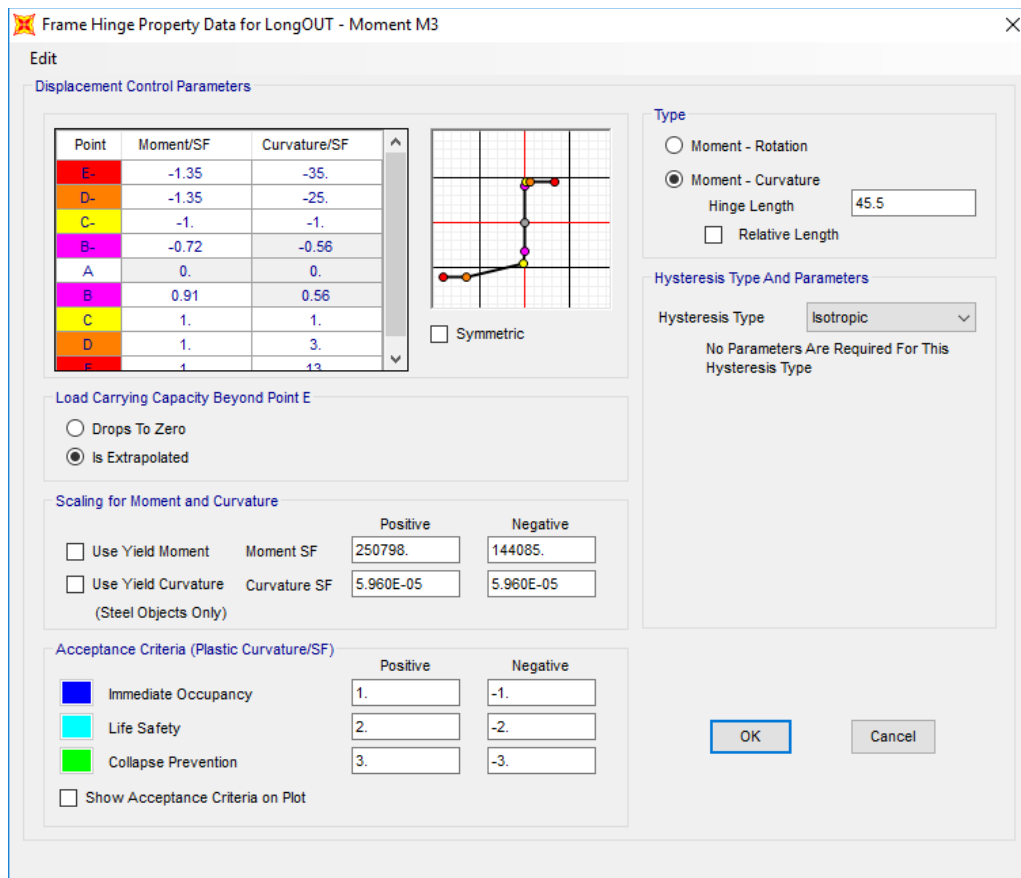 Frame Hinge Property Data for LongOUT - Moment M3
Edit
Displacement Control Parameters
Point Moment/SF Curvature/SF
E- -1.35 -35.
D- -1.35 -25.
C- -1. -1.
B- -0.72 -0.56
A 0. 0.
B 0.91 0.56
C 1. 1.
D 1. 3.
E 1. 13.
Symmetric
Type
Moment - Rotation
Moment - Curvature
Hinge Length 45.5
Relative Length
Hysteresis Type And Parameters
Hysteresis Type Isotropic
No Parameters Are Required For This
Hysteresis Type
Load Carrying Capacity Beyond Point E
Drops To Zero
Is Extrapolated
Scaling for Moment and Curvature
Positive Negative
Use Yield Moment Moment SF 250798. 144085.
Use Yield Curvature Curvature SF 5.960E-05 5.960E-05
(Steel Objects Only)
Acceptance Criteria (Plastic Curvature/SF)
Positive Negative
Immediate Occupancy 1. -1.
Life Safety 2. -2.
Collapse Prevention 3. -3.
Show Acceptance Criteria on Plot
OK Cancel